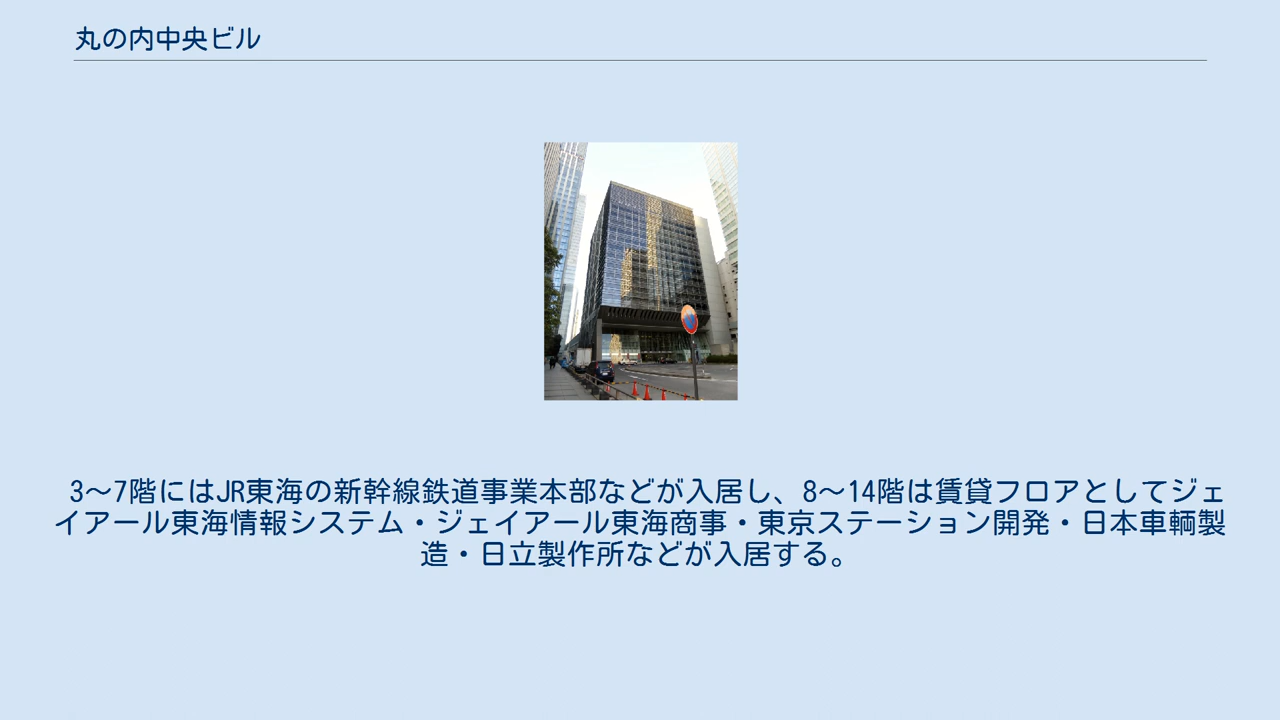 丸の内中央ビル
3〜7階にはJR東海の新幹線鉄道事業本部などが入居し、8〜14階は賃貸フロアとしてジェ
イアール東海情報システム・ジェイアール東海商事・東京ステーション開発・日本車輌製
造・日立製作所などが入居する。